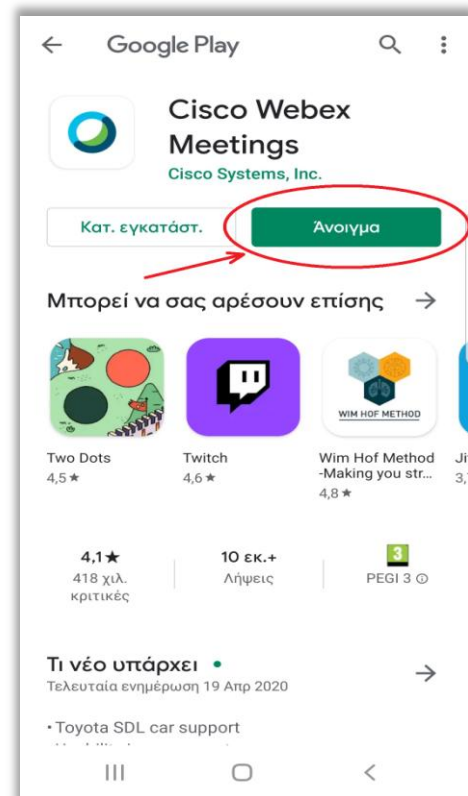 Google Play
Cisco Webex
Meetings
Cisco Systems, Inc.
Κατ. εγκατάστ.
Άνοιγμα
Μπορεί να σας αρέσουν επίσης
WIM HOF METHOD
Two Dots
4,5★
Twitch
4,6★
Wim Hof Method
-Making you str...
4,8★
4,1★
418 χιλ.
κριτικές
10 εκ.+
Λήψεις
3
PEGI 3
Τι νέο υπάρχει
Τελευταία ενημέρωση 19 Απρ 2020
• Toyota SDL car support